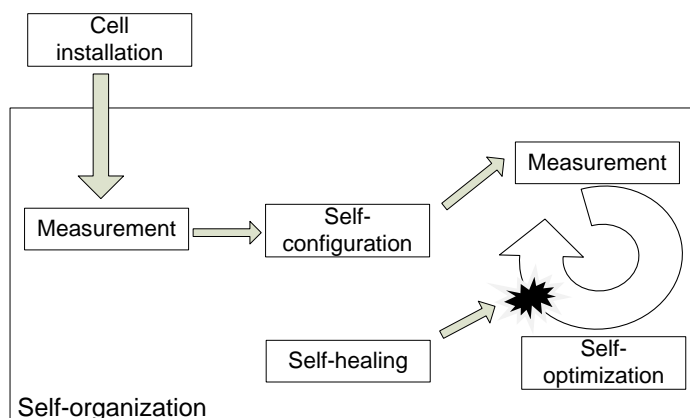 Cell
installation
Measurement
Measurement
Self-
configuration
Self-healing
Self-
optimization
Self-organization